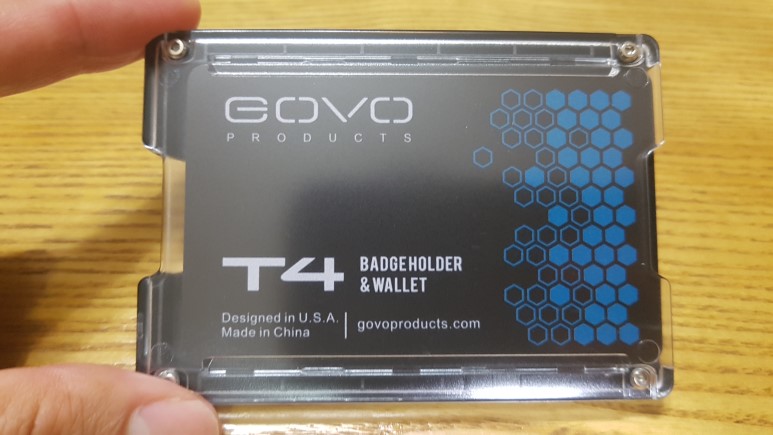 GOVO
PRODUCTS
T4 BADGEHOLDER
& WALLET
Designed in U.S.A.
Made in China
govoproducts.com